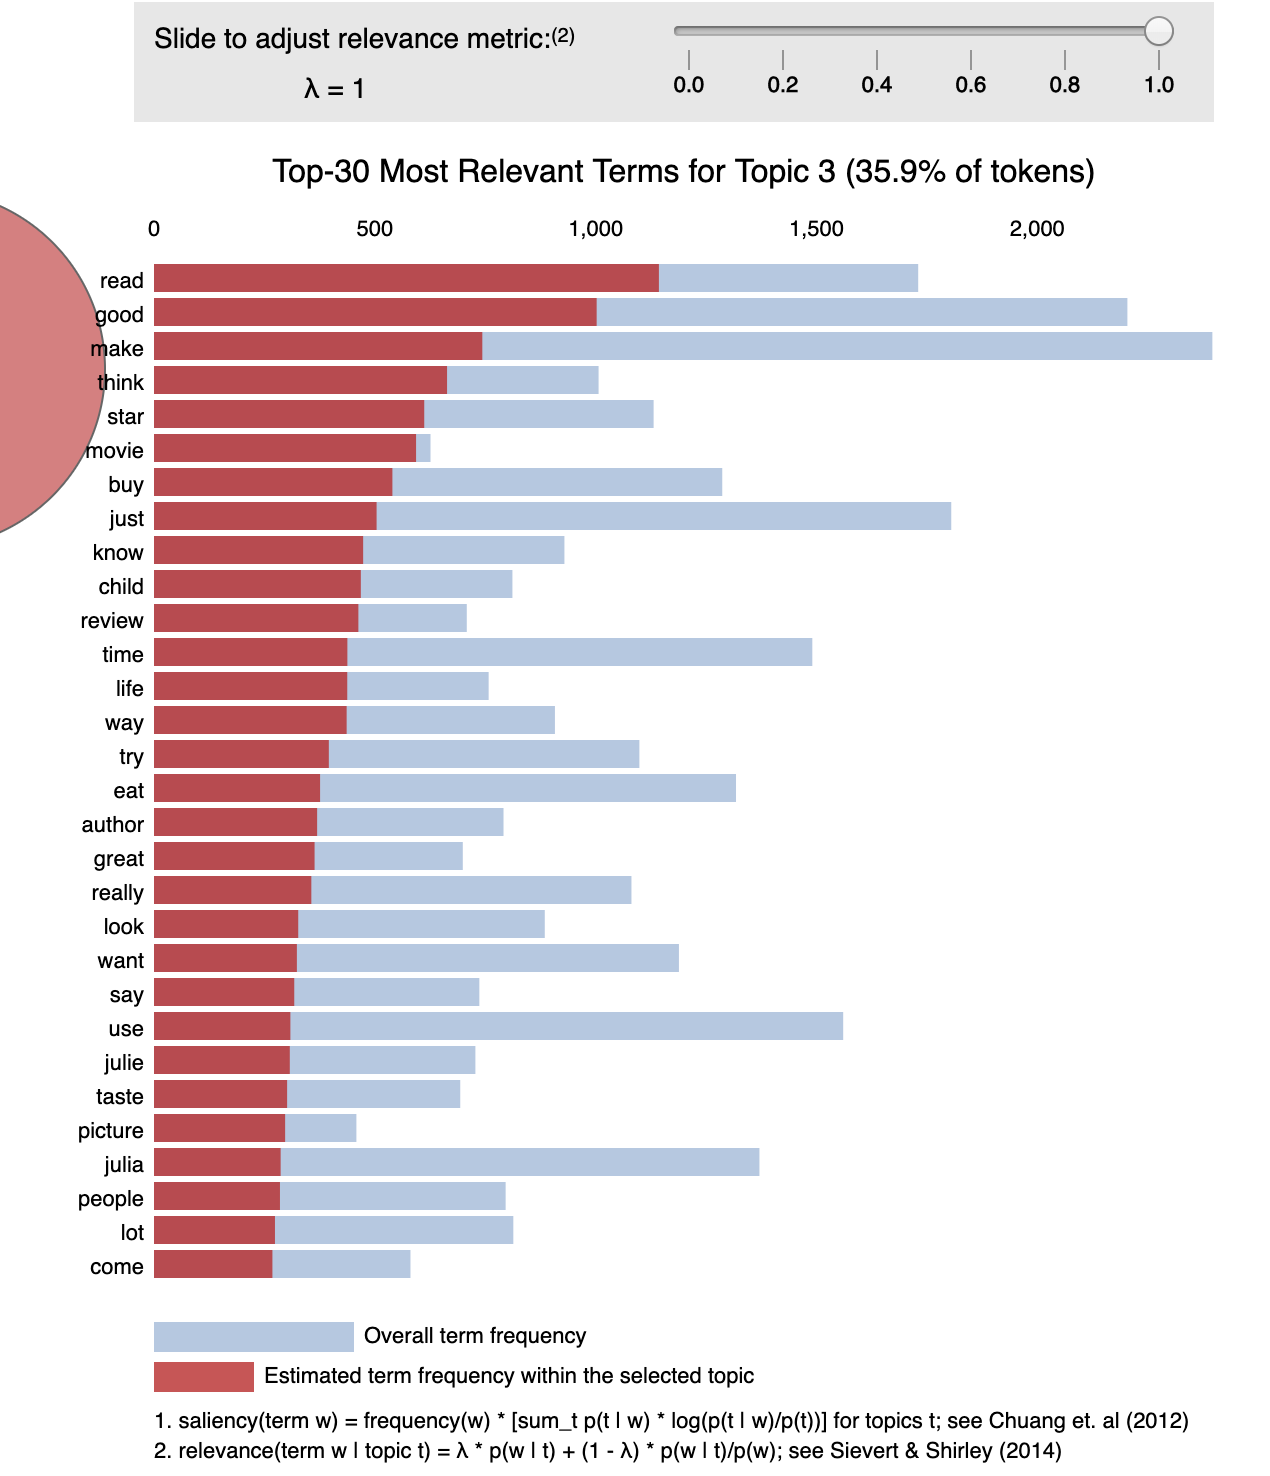 Slide to adjust relevance metric:(2)
λ = 1
0.0 0.2 0.4 0.6 0.8 1.0
Top-30 Most Relevant Terms for Topic 3 (35.9% of tokens)
0 500 1,000 1,500 2,000
read
good
make
think
star
movie
buy
just
know
child
review
time
life
way
try
eat
author
great
really
look
want
say
use
julie
taste
picture
julia
people
lot
come
Overall term frequency
Estimated term frequency within the selected topic
1. saliency(term w) = frequency(w) * [sum_t p(t | w) * log(p(t | w)/p(t))] for topics t; see Chuang et. al (2012)
2. relevance(term w | topic t) = λ * p(w | t) + (1 - λ) * p(w | t)/p(w); see Sievert & Shirley (2014)